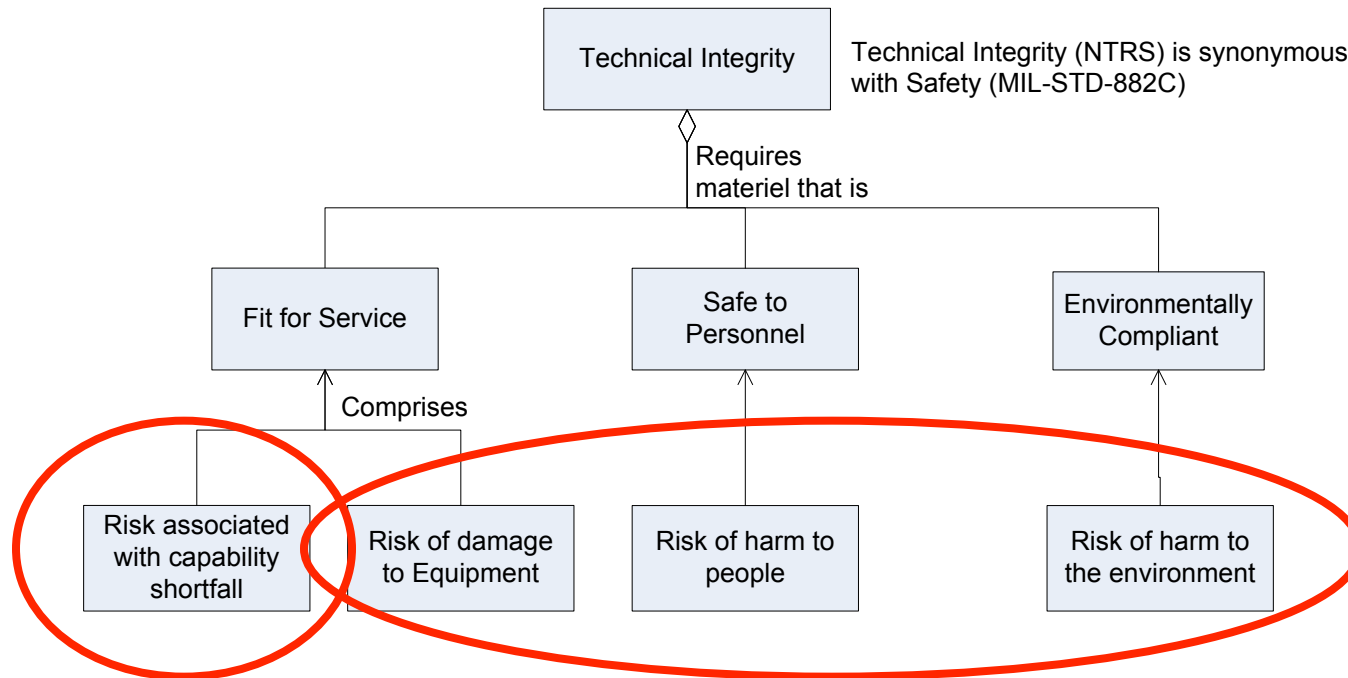 Technical Integrity
Technical Integrity (NTRS) is synonymous
with Safety (MIL-STD-882C)
Requires
materiel that is
Fit for Service
Safe to
Personnel
Environmentally
Compliant
Comprises
Risk associated
with capability
shortfall
Risk of damage
to Equipment
Risk of harm to
people
Risk of harm to
the environment